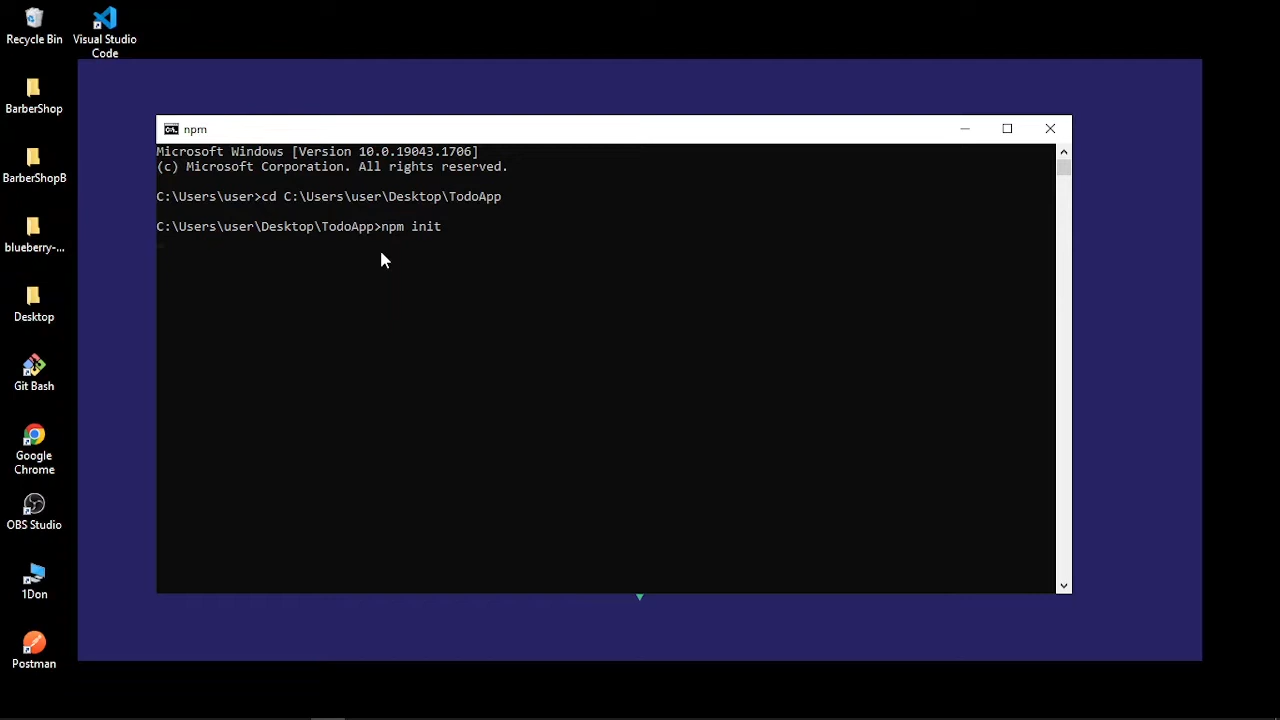 Recycle Bin
Visual Studio
Code
BarberShop
BarberShopB
blueberry-...
Desktop
Git Bash
Google
Chrome
OBS Studio
1Don
Postman
npm
Microsoft Windows [Version 10.0.19043.1706]
(c) Microsoft Corporation. All rights reserved.
C:\Users\user>cd C:\Users\user\Desktop\TodoApp
C:\Users\user\Desktop\TodoApp>npm init